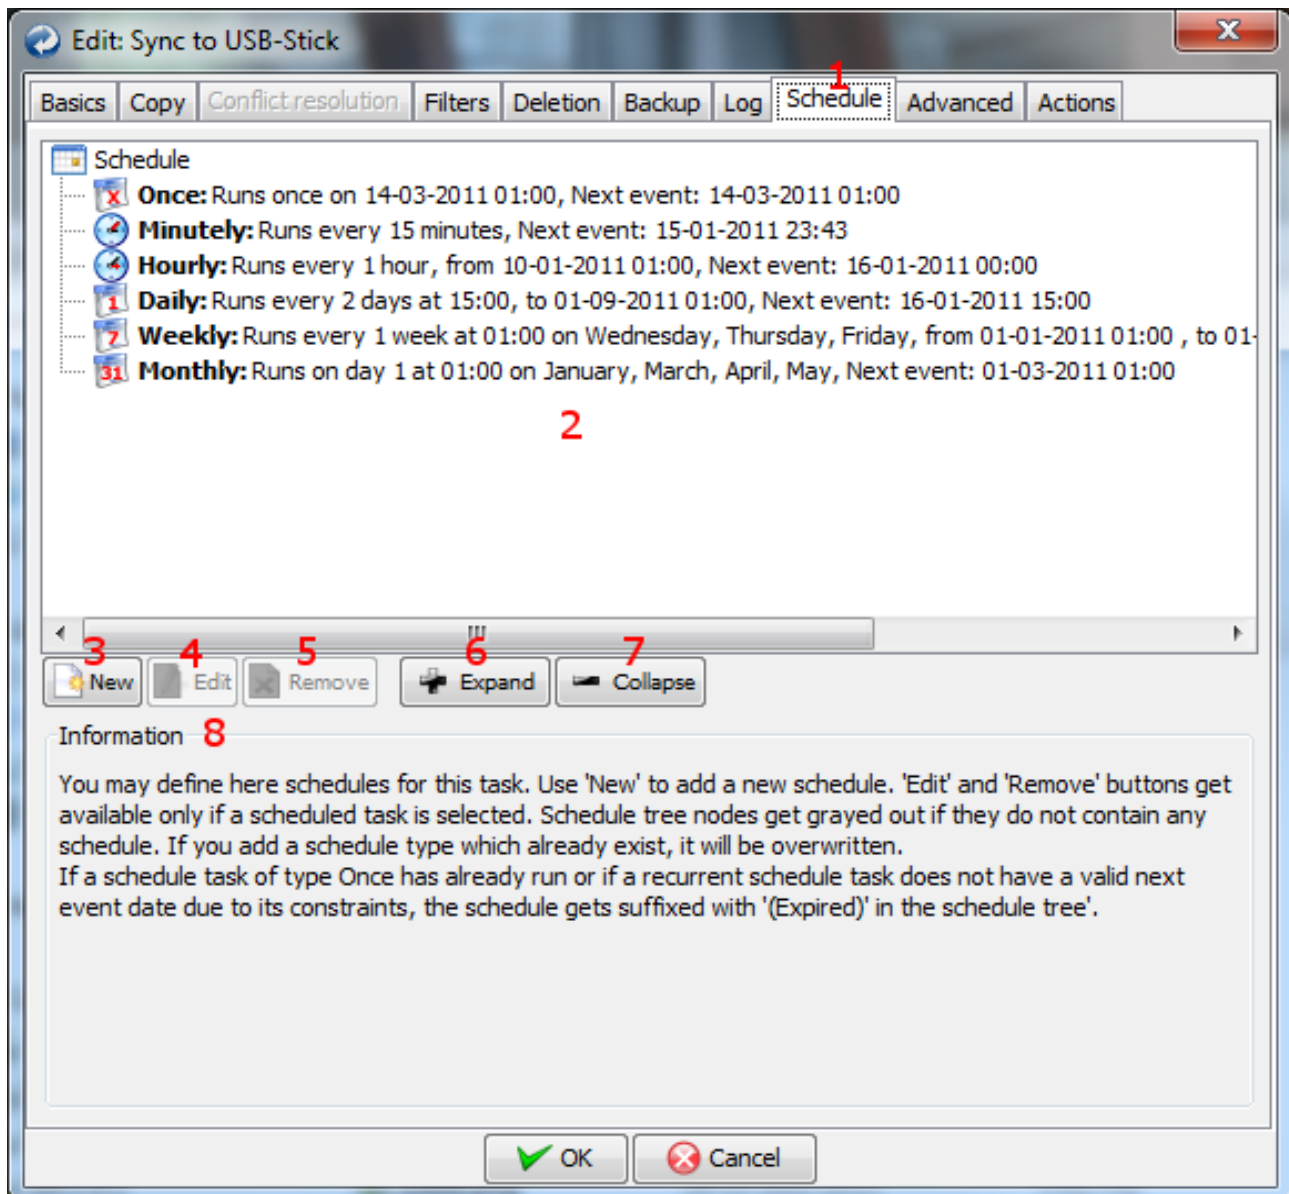 Edit: Sync to USB-Stick
x
1
Basics Copy Conflict resolution Filters Deletion Backup Log Schedule Advanced Actions
Schedule
X Once: Runs once on 14-03-2011 01:00, Next event: 14-03-2011 01:00
Minutely: Runs every 15 minutes, Next event: 15-01-2011 23:43
Hourly: Runs every 1 hour, from 10-01-2011 01:00, Next event: 16-01-2011 00:00
1 Daily: Runs every 2 days at 15:00, to 01-09-2011 01:00, Next event: 16-01-2011 15:00
7 Weekly: Runs every 1 week at 01:00 on Wednesday, Thursday, Friday, from 01-01-2011 01:00 , to 01-
31 Monthly: Runs on day 1 at 01:00 on January, March, April, May, Next event: 01-03-2011 01:00
2
3 4 5 6 7
New Edit Remove Expand Collapse
Information 8
You may define here schedules for this task. Use 'New' to add a new schedule. 'Edit' and 'Remove' buttons get
available only if a scheduled task is selected. Schedule tree nodes get grayed out if they do not contain any
schedule. If you add a schedule type which already exist, it will be overwritten.
If a schedule task of type Once has already run or if a recurrent schedule task does not have a valid next
event date due to its constraints, the schedule gets suffixed with '(Expired)' in the schedule tree'.
OK Cancel